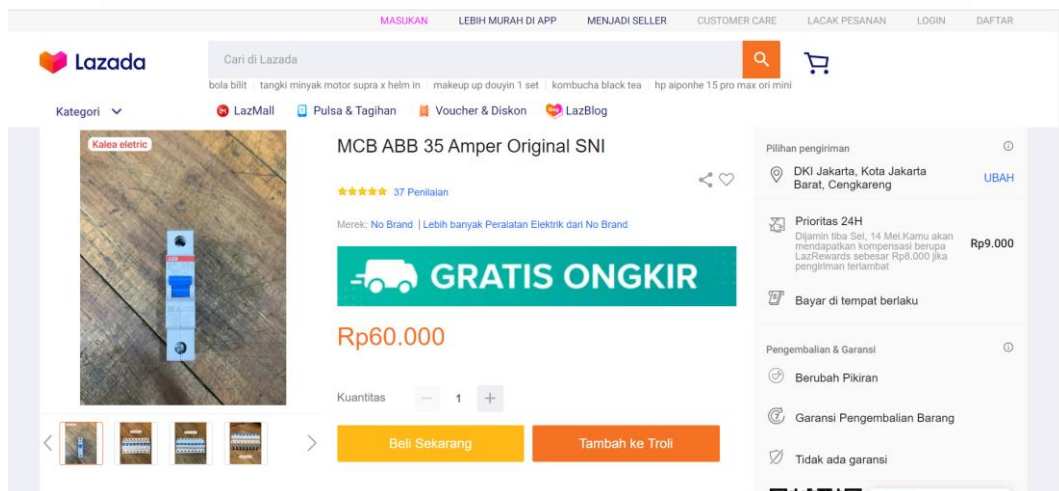 MASUKAN LEBIH MURAH DI APP MENJADI SELLER CUSTOMER CARE LACAK PESANAN LOGIN DAFTAR
Lazada
Cari di Lazada
bola bilit tangki minyak motor supra x helm in makeup up douyin 1 set kombucha black tea hp aiponhe 15 pro max ori mini
Kategori LazMall Pulsa & Tagihan Voucher & Diskon LazBlog
Kalea eletric
ABB
MCB ABB 35 Amper Original SNI
37 Penilaian
Merek: No Brand | Lebih banyak Peralatan Elektrik dari No Brand
GRATIS ONGKIR
Rp60.000
Kuantitas 1
Beli Sekarang Tambah ke Troli
Pilihan pengiriman
DKI Jakarta, Kota Jakarta
Barat, Cengkareng
UBAH
Prioritas 24H
Dijamin tiba Sel, 14 Mei.Kamu akan
mendapatkan kompensasi berupa
LazRewards sebesar Rp8.000 jika
pengiriman terlambat
Rp9.000
Bayar di tempat berlaku
Pengembalian & Garansi
Berubah Pikiran
Garansi Pengembalian Barang
Tidak ada garansi